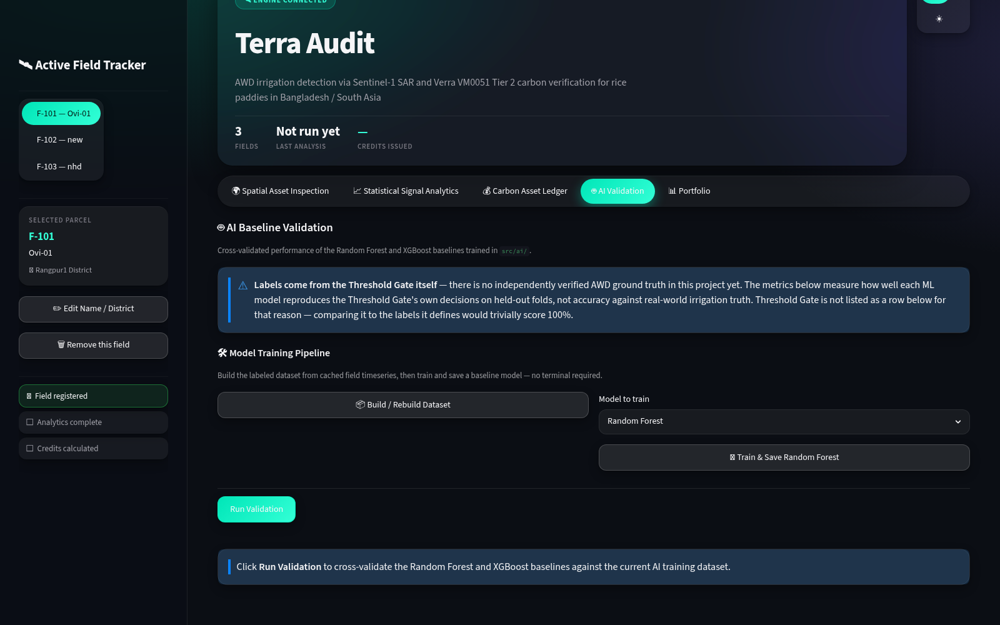 ENGINE CONNECTED
Terra Audit
AWD irrigation detection via Sentinel-1 SAR and Verra VM0051 Tier 2 carbon verification for rice
paddies in Bangladesh / South Asia
3
FIELDS
Not run yet
LAST ANALYSIS
—
CREDITS ISSUED
Active Field Tracker
F-101 — Ovi-01
F-102 — new
F-103 — nhd
SELECTED PARCEL
F-101
Ovi-01
Rangpur1 District
✏ Edit Name / District
🗑 Remove this field
Field registered
☐ Analytics complete
☐ Credits calculated
🌍 Spatial Asset Inspection
📈 Statistical Signal Analytics
💰 Carbon Asset Ledger
AI Validation
📊 Portfolio
AI Baseline Validation
Cross-validated performance of the Random Forest and XGBoost baselines trained in src/ai/.
⚠ Labels come from the Threshold Gate itself — there is no independently verified AWD ground truth in this project yet. The metrics below measure how well each ML
model reproduces the Threshold Gate's own decisions on held-out folds, not accuracy against real-world irrigation truth. Threshold Gate is not listed as a row below for
that reason — comparing it to the labels it defines would trivially score 100%.
🛠 Model Training Pipeline
Build the labeled dataset from cached field timeseries, then train and save a baseline model — no terminal required.
📦 Build / Rebuild Dataset
Model to train
Random Forest
Train & Save Random Forest
Run Validation
Click Run Validation to cross-validate the Random Forest and XGBoost baselines against the current AI training dataset.